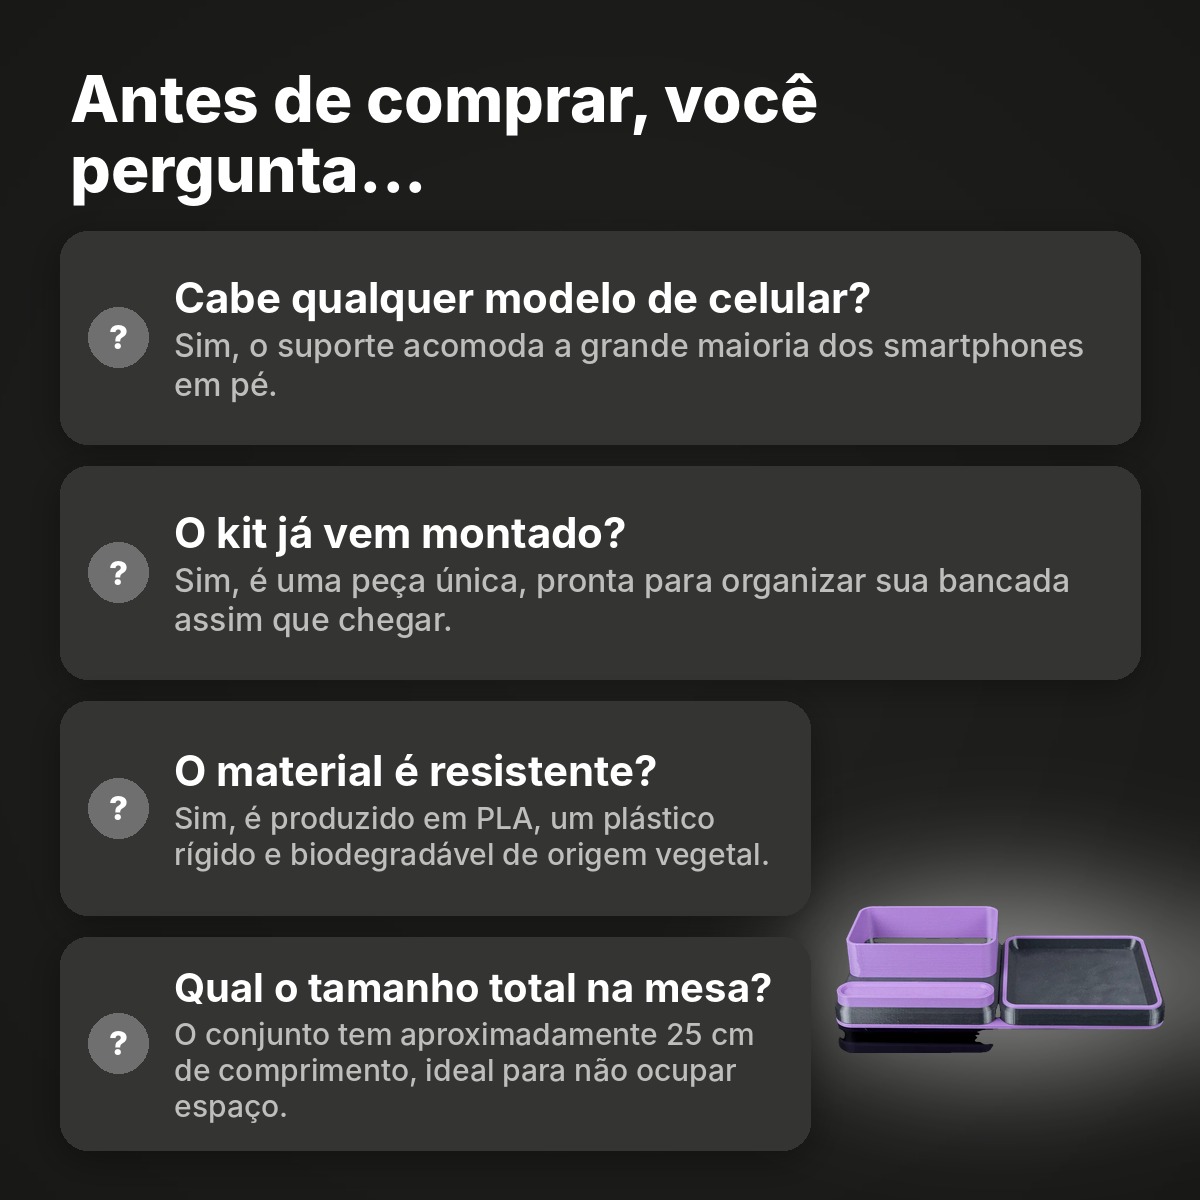 Antes de comprar, você
pergunta...
?
Cabe qualquer modelo de celular?
Sim, o suporte acomoda a grande maioria dos smartphones
em pé.
?
O kit já vem montado?
Sim, é uma peça única, pronta para organizar sua bancada
assim que chegar.
?
O material é resistente?
Sim, é produzido em PLA, um plástico
rígido e biodegradável de origem vegetal.
?
Qual o tamanho total na mesa?
O conjunto tem aproximadamente 25 cm
de comprimento, ideal para não ocupar
espaço.